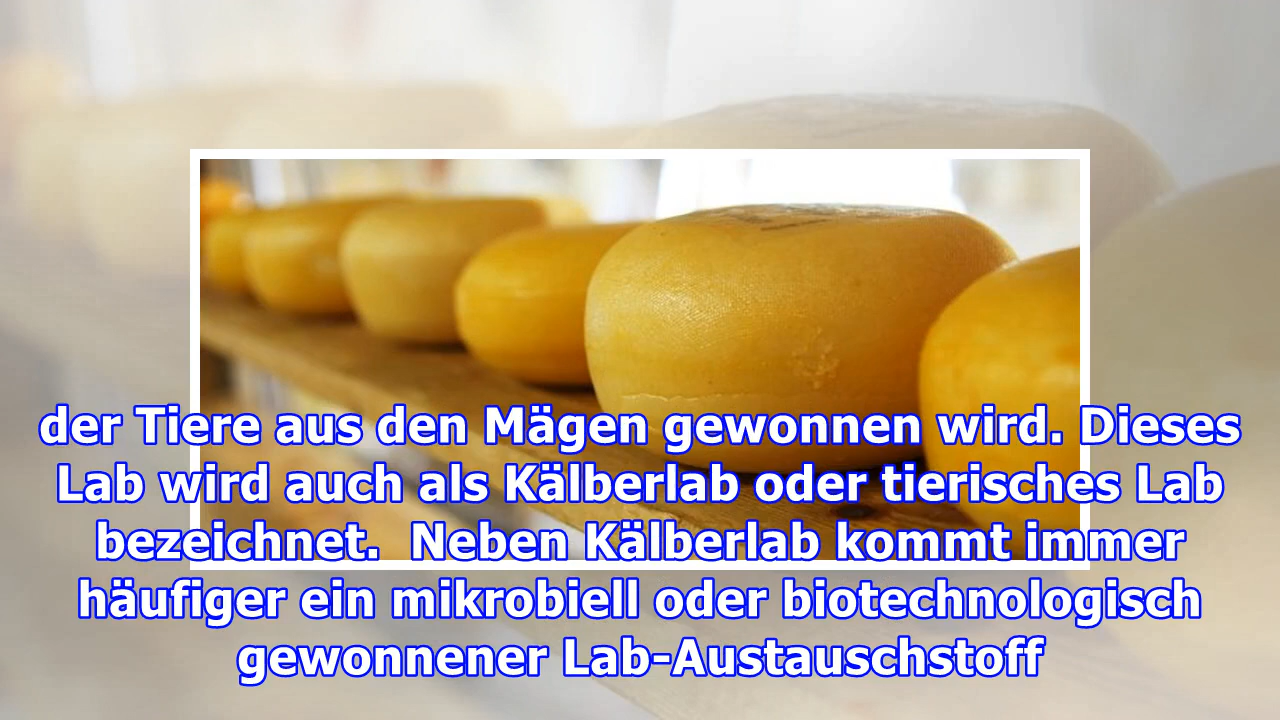 der Tiere aus den Mägen gewonnen wird. Dieses
Lab wird auch als Kälberlab oder tierisches Lab
bezeichnet.  Neben Kälberlab kommt immer
häufiger ein mikrobiell oder biotechnologisch
gewonnener Lab-Austauschstoff